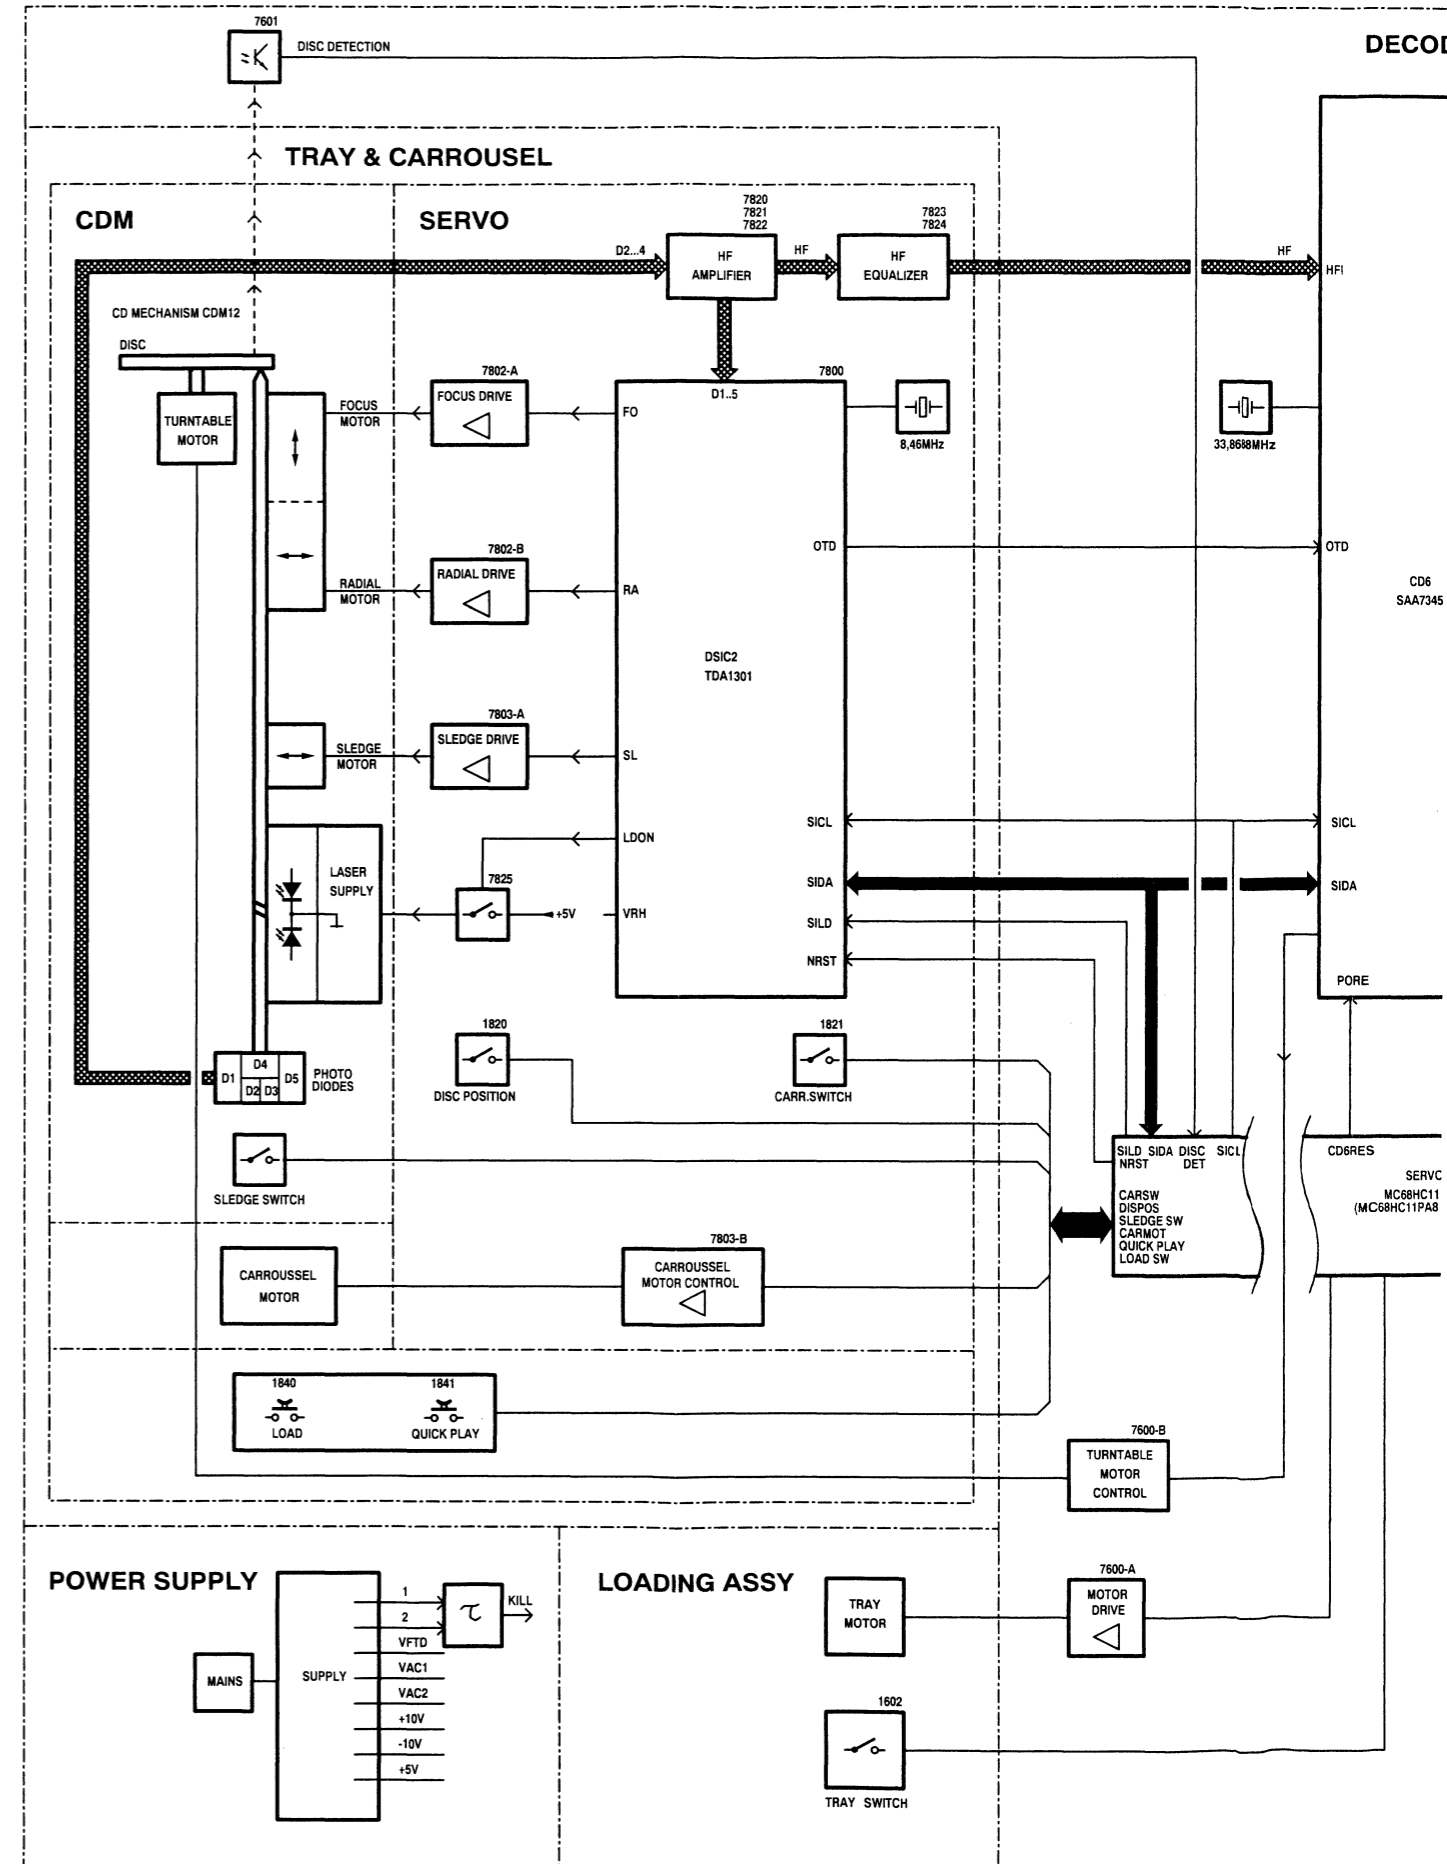 7601
DISC DETECTION
DECOD
TRAY & CARROUSEL
CDM
SERVO
7820
7821
7822
7823
7824
D2...4
HF
AMPLIFIER
HF
HF
EQUALIZER
HF
HFI
CD MECHANISM CDM12
DISC
TURNTABLE
MOTOR
FOCUS
MOTOR
7802-A
FOCUS DRIVE
7800
D1..5
FO
8,46MHz
33,8688MHz
7802-B
RADIAL DRIVE
RADIAL
MOTOR
RA
OTD
OTD
CD6
SAA7345
DSIC2
TDA1301
7803-A
SLEDGE DRIVE
SLEDGE
MOTOR
SL
LDON
SICL
SICL
LASER
SUPPLY
7825
+5V
VRH
SIDA
SIDA
SILD
NRST
PORE
1820
DISC POSITION
1821
CARR.SWITCH
D1
D4
D2
D3
D5
PHOTO
DIODES
SLEDGE SWITCH
SILD SIDA DISC SICL
NRST DET
CARSW
DISPOS
SLEDGE SW
CARMOT
QUICK PLAY
LOAD SW
CD6RES
SERVO
MC68HC11
(MC68HC11PA8
CARROUSSEL
MOTOR
7803-B
CARROUSSEL
MOTOR CONTROL
1840
LOAD
1841
QUICK PLAY
7600-B
TURNTABLE
MOTOR
CONTROL
POWER SUPPLY
MAINS
SUPPLY
1
2
VFTD
VAC1
VAC2
+10V
-10V
+5V
τ
KILL
LOADING ASSY
TRAY
MOTOR
7600-A
MOTOR
DRIVE
1602
TRAY SWITCH